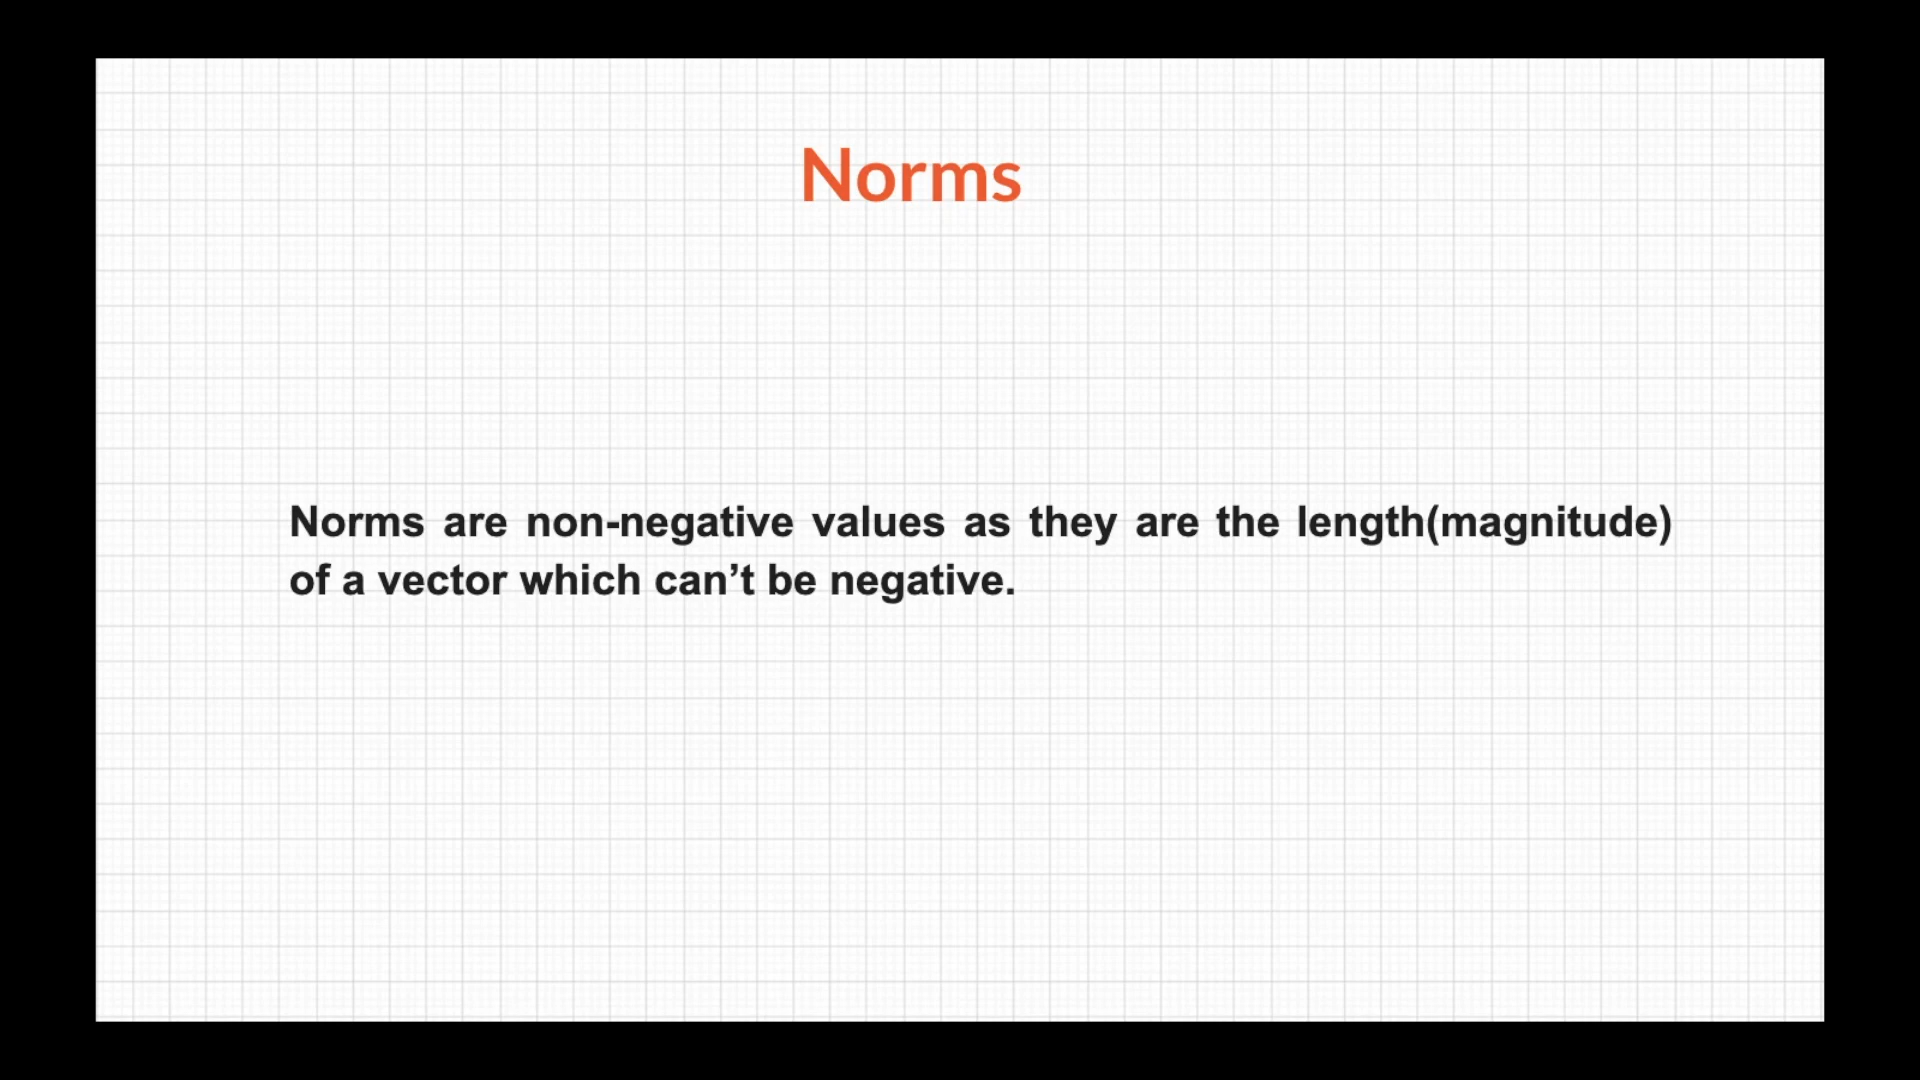 Norms
Norms are non-negative values as they are the length(magnitude)
of a vector which can’t be negative.